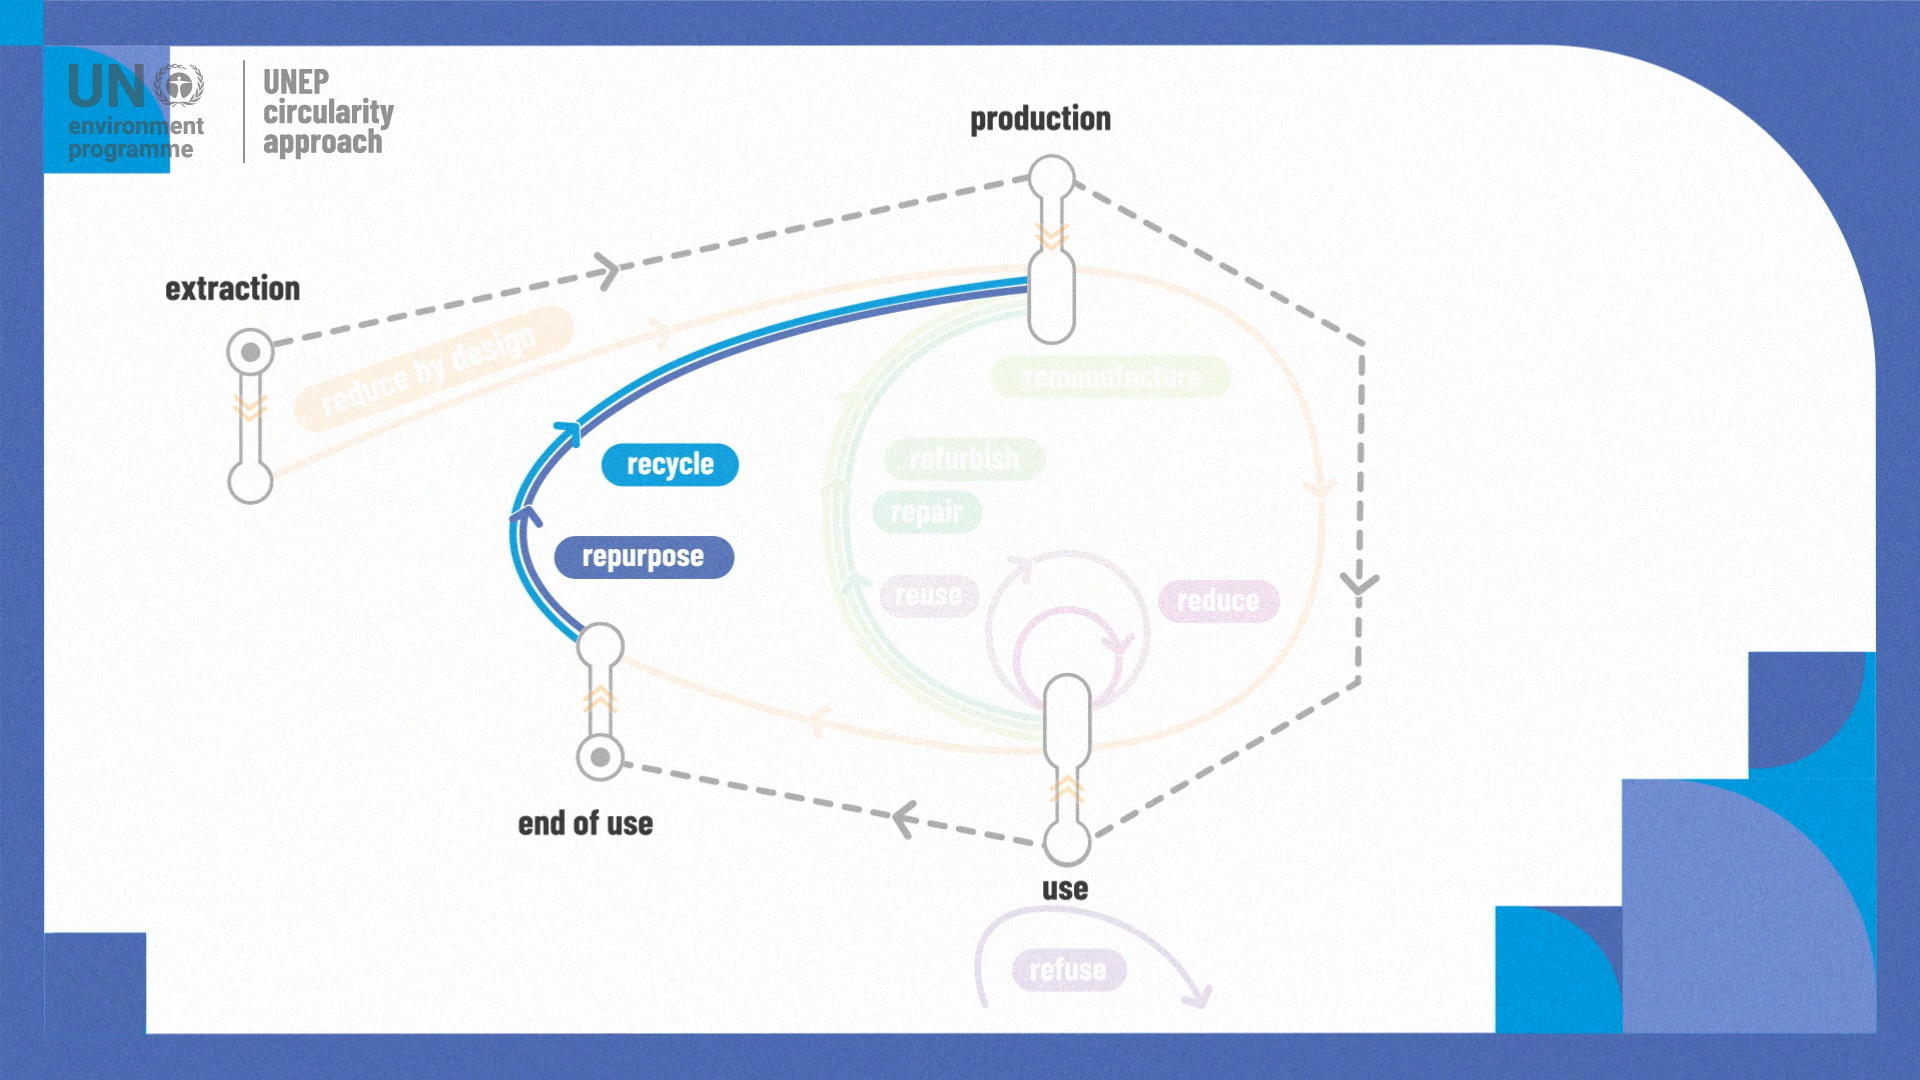 UN
environment
programme
UNEP
circularity
approach
production
extraction
reduce by design
remanufacture
recycle
refurbish
repair
repurpose
reuse
reduce
end of use
use
refuse